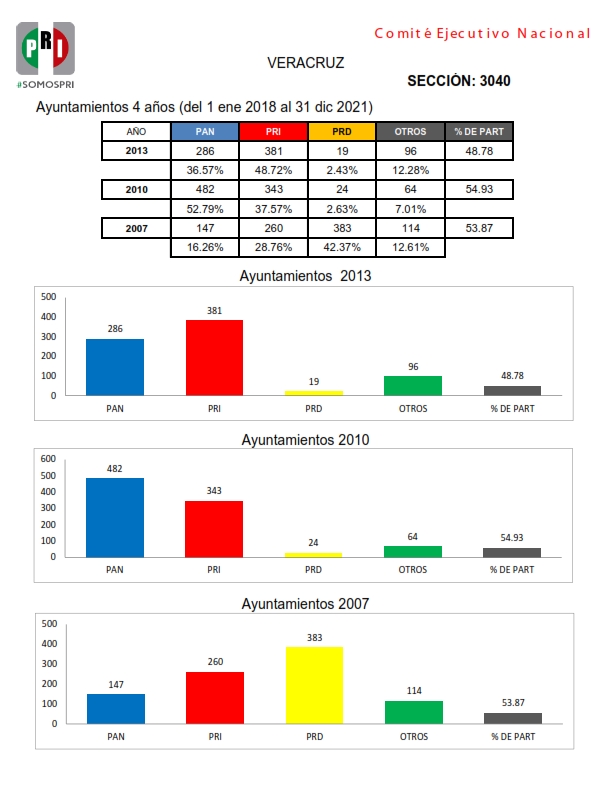 Comité Ejecutivo Nacional
PRI
#SOMOSPRI
VERACRUZ
SECCIÓN: 3040
Ayuntamientos 4 años (del 1 ene 2018 al 31 dic 2021)
AÑO PAN PRI PRD OTROS % DE PART
2013 286 381 19 96 48.78
36.57% 48.72% 2.43% 12.28%
2010 482 343 24 64 54.93
52.79% 37.57% 2.63% 7.01%
2007 147 260 383 114 53.87
16.26% 28.76% 42.37% 12.61%
Ayuntamientos 2013
500
400
300
200
100
0
286
381
19
96
48.78
PAN PRI PRD OTROS % DE PART
Ayuntamientos 2010
600
500
400
300
200
100
0
482
343
24
64
54.93
PAN PRI PRD OTROS % DE PART
Ayuntamientos 2007
500
400
300
200
100
0
147
260
383
114
53.87
PAN PRI PRD OTROS % DE PART